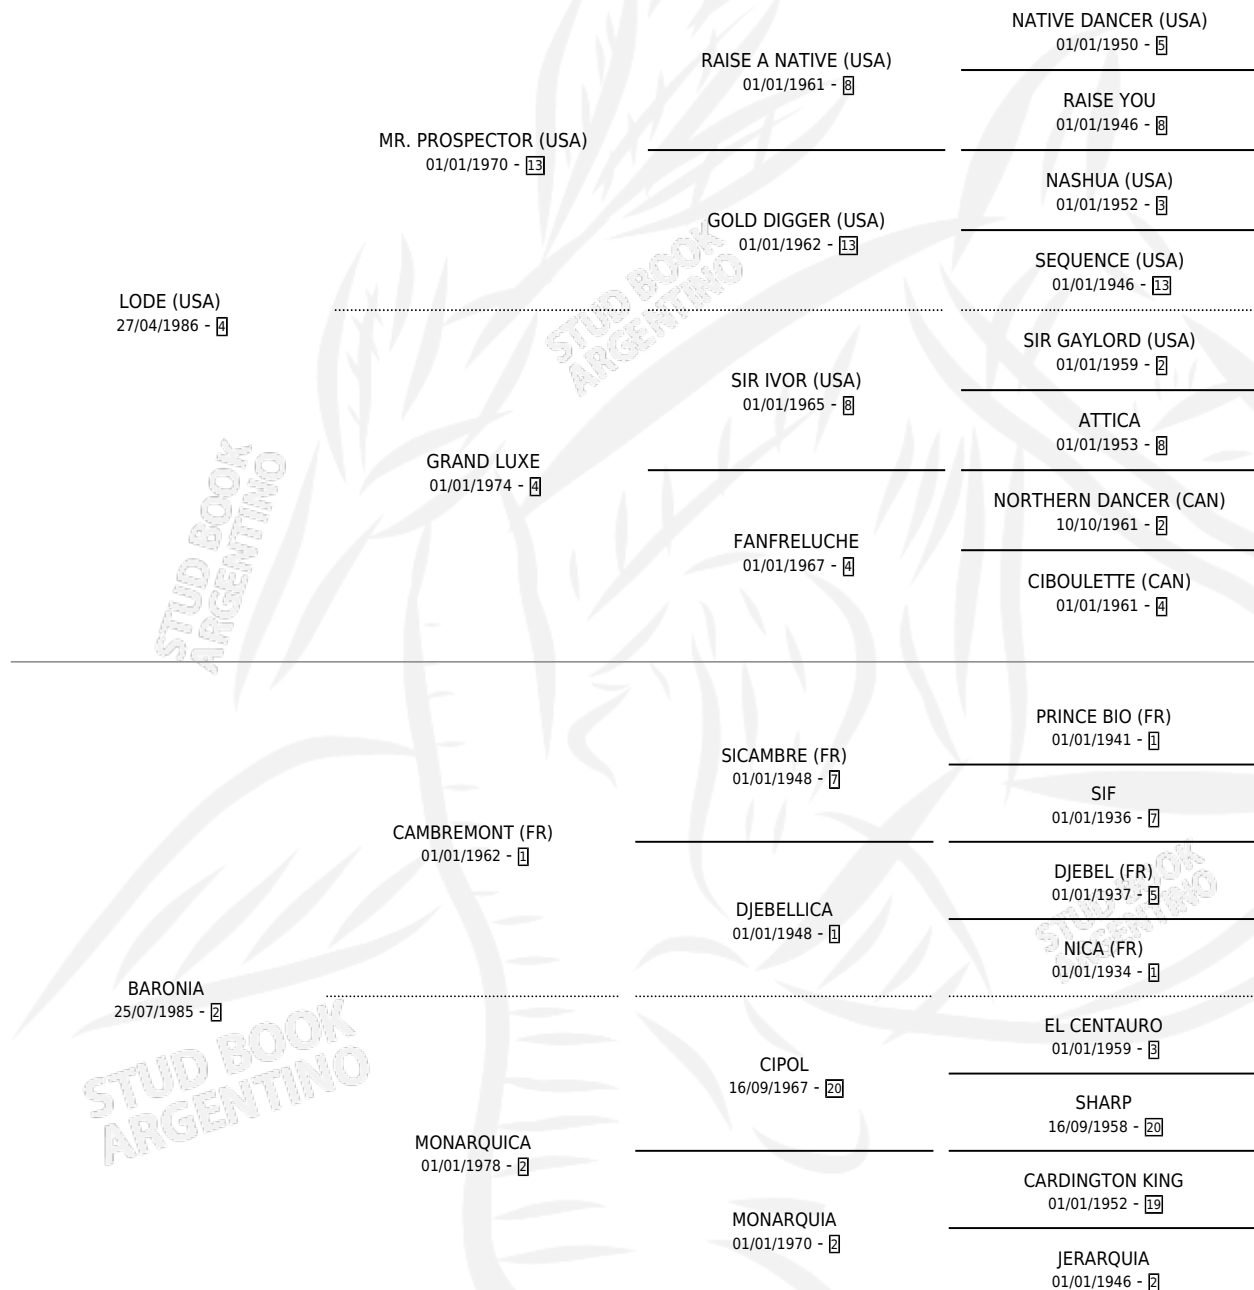 NATIVE DANCER (USA)
01/01/1950 - 5
RAISE A NATIVE (USA)
01/01/1961 - 8
RAISE YOU
01/01/1946 - 8
MR. PROSPECTOR (USA)
01/01/1970 - 13
NASHUA (USA)
01/01/1952 - 3
GOLD DIGGER (USA)
01/01/1962 - 13
SEQUENCE (USA)
01/01/1946 - 13
LODE (USA)
27/04/1986 - 4
STUD BOOK
ARGENTINO
SIR GAYLORD (USA)
01/01/1959 - 2
SIR IVOR (USA)
01/01/1965 - 8
ATTICA
01/01/1953 - 8
GRAND LUXE
01/01/1974 - 4
NORTHERN DANCER (CAN)
10/10/1961 - 2
FANFRELUCHE
01/01/1967 - 4
CIBOULETTE (CAN)
01/01/1961 - 4
STUD BOOK
ARGENTINO
PRINCE BIO (FR)
01/01/1941 - 1
SICAMBRE (FR)
01/01/1948 - 7
SIF
01/01/1936 - 7
CAMBREMONT (FR)
01/01/1962 - 1
DJEBEL (FR)
01/01/1937 - 5
DJEBELLICA
01/01/1948 - 1
STUD BOOK
ARGENTINO
NICA (FR)
01/01/1934 - 1
BARONIA
25/07/1985 - 2
EL CENTAURO
01/01/1959 - 3
CIPOL
16/09/1967 - 20
SHARP
16/09/1958 - 20
STUD BOOK
ARGENTINO
MONARQUICA
01/01/1978 - 2
CARDINGTON KING
01/01/1952 - 19
MONARQUIA
01/01/1970 - 2
JERARQUIA
01/01/1946 - 2